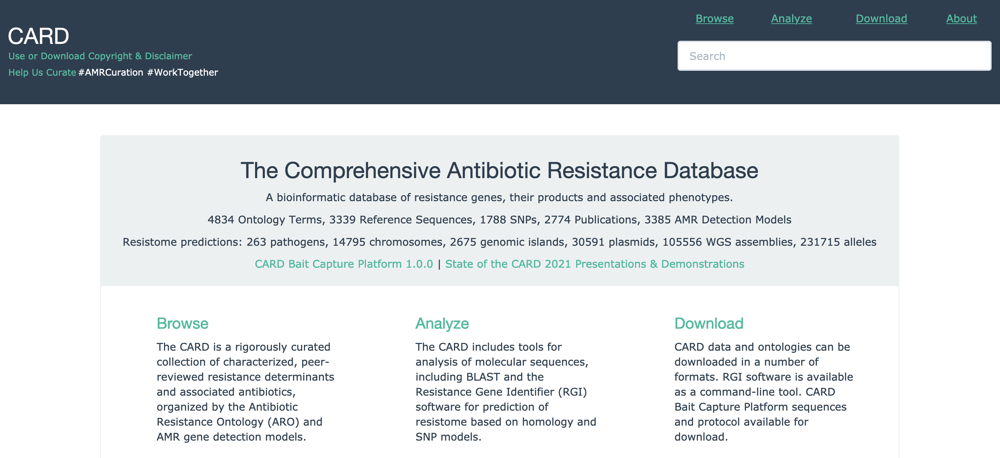 CARD
Use or Download Copyright & Disclaimer
Help Us Curate #AMRCuration #WorkTogether
Browse Analyze Download About
Search
The Comprehensive Antibiotic Resistance Database
A bioinformatic database of resistance genes, their products and associated phenotypes.
4834 Ontology Terms, 3339 Reference Sequences, 1788 SNPs, 2774 Publications, 3385 AMR Detection Models
Resistome predictions: 263 pathogens, 14795 chromosomes, 2675 genomic islands, 30591 plasmids, 105556 WGS assemblies, 231715 alleles
CARD Bait Capture Platform 1.0.0 | State of the CARD 2021 Presentations & Demonstrations
Browse
The CARD is a rigorously curated
collection of characterized, peer-
reviewed resistance determinants
and associated antibiotics,
organized by the Antibiotic
Resistance Ontology (ARO) and
AMR gene detection models.
Analyze
The CARD includes tools for
analysis of molecular sequences,
including BLAST and the
Resistance Gene Identifier (RGI)
software for prediction of
resistome based on homology and
SNP models.
Download
CARD data and ontologies can be
downloaded in a number of
formats. RGI software is available
as a command-line tool. CARD
Bait Capture Platform sequences
and protocol available for
download.